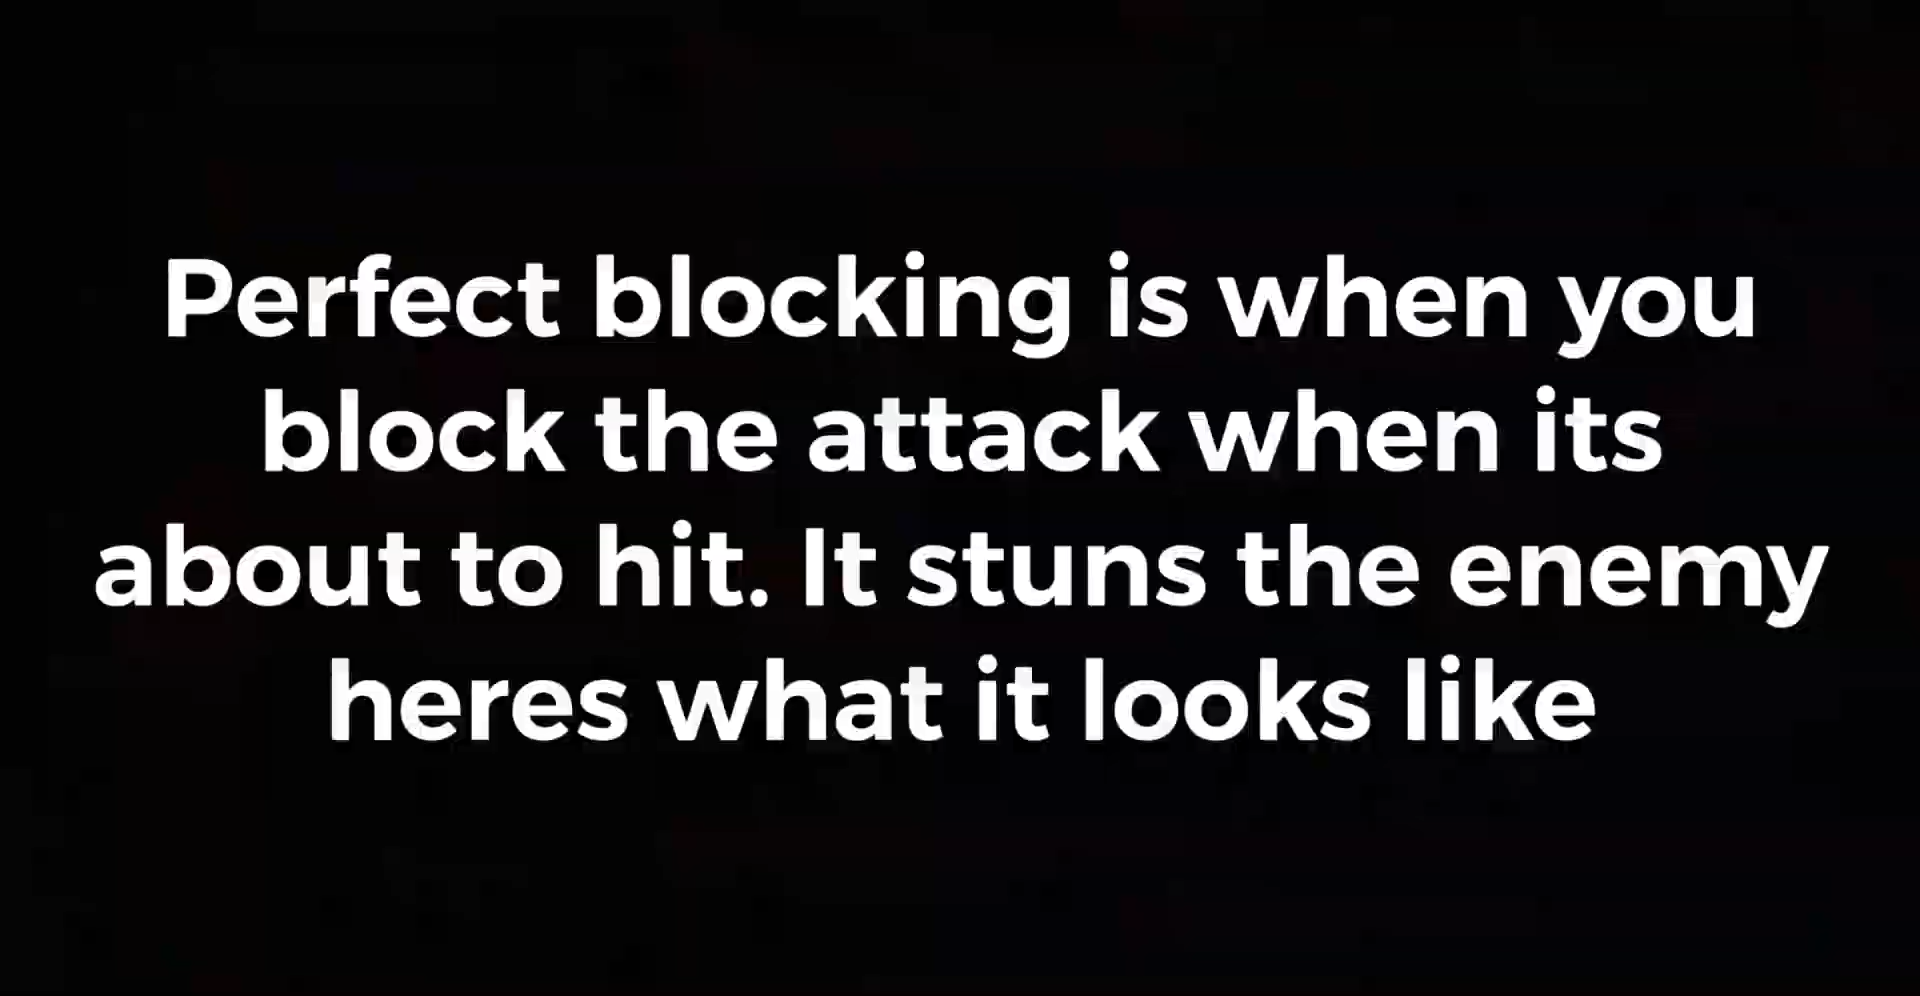 Perfect blocking is when you
block the attack when its
about to hit. It stuns the enemy
heres what it looks like